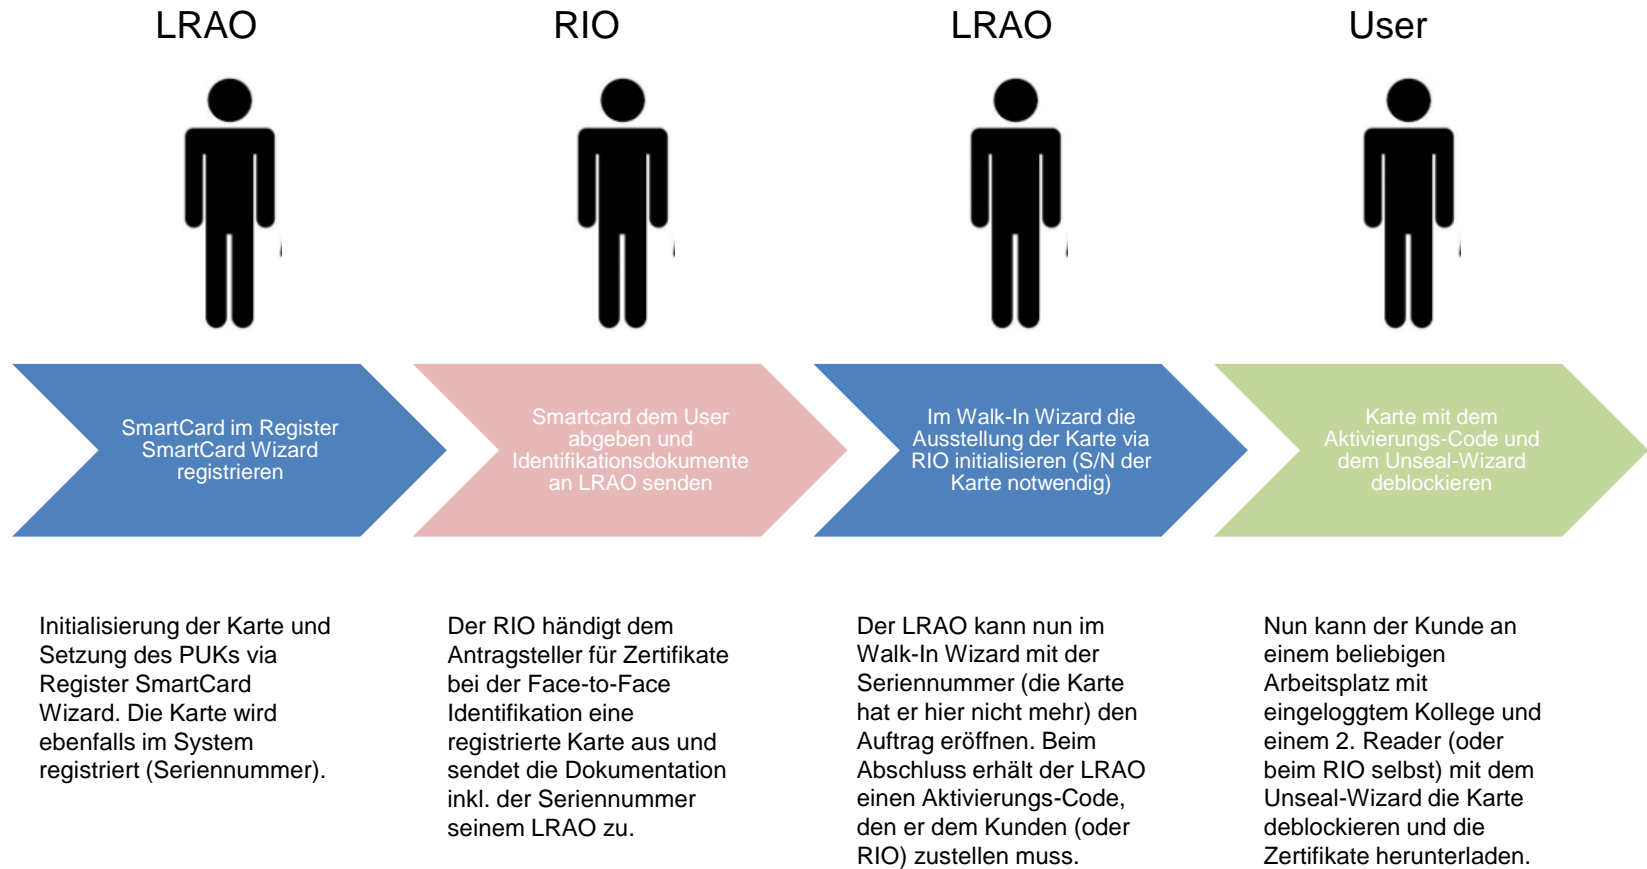 LRAO
RIO
LRAO
User
SmartCard im Register
SmartCard Wizard
registrieren
Smartcard dem User
abgeben und
Identifikationsdokumente
an LRAO senden
Im Walk-In Wizard die
Ausstellung der Karte via
RIO initialisieren (S/N der
Karte notwendig)
Karte mit dem
Aktivierungs-Code und
dem Unseal-Wizard
deblockieren
Initialisierung der Karte und
Setzung des PUKs via
Register SmartCard
Wizard. Die Karte wird
ebenfalls im System
registriert (Seriennummer).
Der RIO händigt dem
Antragsteller für Zertifikate
bei der Face-to-Face
Identifikation eine
registrierte Karte aus und
sendet die Dokumentation
inkl. der Seriennummer
seinem LRAO zu.
Der LRAO kann nun im
Walk-In Wizard mit der
Seriennummer (die Karte
hat er hier nicht mehr) den
Auftrag eröffnen. Beim
Abschluss erhält der LRAO
einen Aktivierungs-Code,
den er dem Kunden (oder
RIO) zustellen muss.
Nun kann der Kunde an
einem beliebigen
Arbeitsplatz mit
eingeloggtem Kollege und
einem 2. Reader (oder
beim RIO selbst) mit dem
Unseal-Wizard die Karte
deblockieren und die
Zertifikate herunterladen.